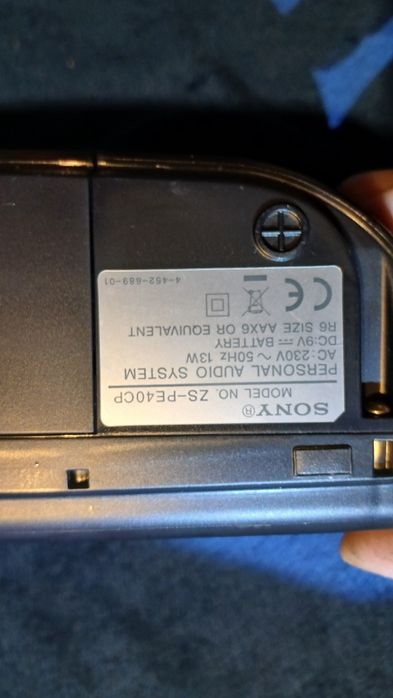 SONY®
MODEL NO. ZS-PE40CP
PERSONAL AUDIO SYSTEM
AC:230V ~ 50Hz 13W
DC:9V ⎓ BATTERY
R6 SIZE AAX6 OR EQUIVALENT
CE
4-452-689-01